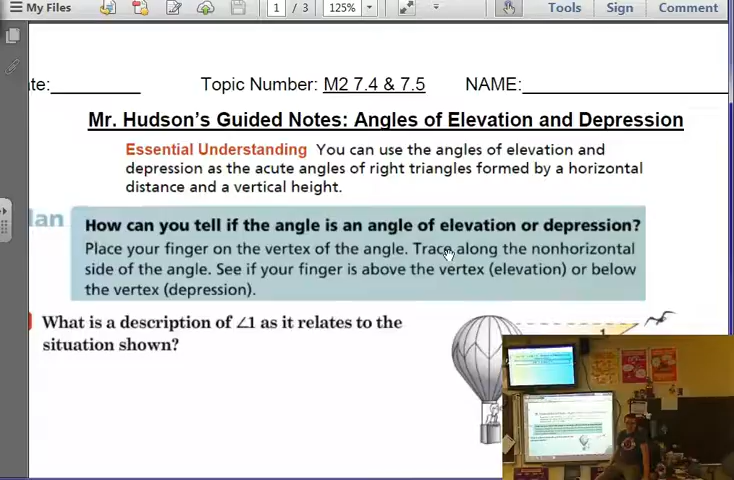 My Files 1 / 3 125% Tools Sign Comment
te:__________ Topic Number: M2 7.4 & 7.5 NAME:
Mr. Hudson's Guided Notes: Angles of Elevation and Depression
Essential Understanding You can use the angles of elevation and
depression as the acute angles of right triangles formed by a horizontal
distance and a vertical height.
lan
How can you tell if the angle is an angle of elevation or depression?
Place your finger on the vertex of the angle. Trace along the nonhorizontal
side of the angle. See if your finger is above the vertex (elevation) or below
the vertex (depression).
What is a description of ∠1 as it relates to the
situation shown?
1